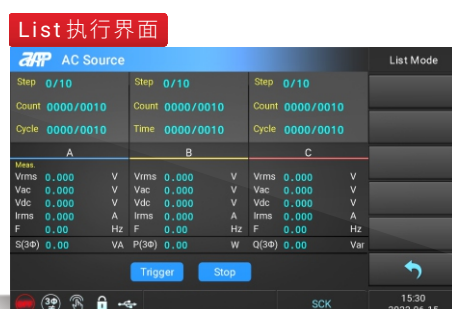 List执行界面
AAP AC Source List Mode
Step 0/10 Step 0/10 Step 0/10
Count 0000/0010 Count 0000/0010 Count 0000/0010
Cycle 0000/0010 Time 0000/0010 Cycle 0000/0010
A B C
Meas.
Vrms 0.000 V Vrms 0.000 V Vrms 0.000 V
Vac 0.000 V Vac 0.000 V Vac 0.000 V
Vdc 0.000 V Vdc 0.000 V Vdc 0.000 V
Irms 0.000 A Irms 0.000 A Irms 0.000 A
F 0.00 Hz F 0.00 Hz F 0.00 Hz
S(3Φ) 0.00 VA P(3Φ) 0.00 W Q(3Φ) 0.00 Var
Trigger Stop
3Φ SCK 15:30
2022-06-15